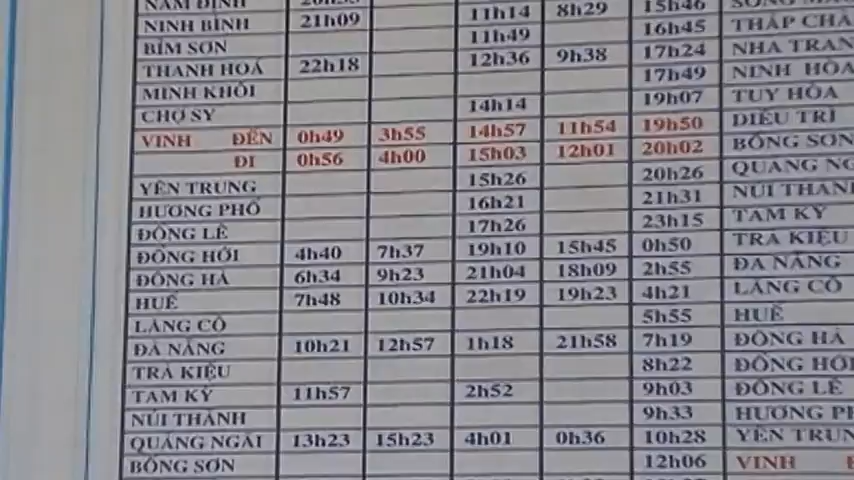 NAM ĐỊNH 15h46
NINH BÌNH 21h09 11h14 8h29 16h45 THÁP CHÀ
BỈM SƠN 11h49 17h24 NHA TRAN
THANH HOÁ 22h18 12h36 9h38 17h49 NINH HÒA
MINH KHÔI 19h07 TUY HÒA
CHỢ SY 14h14 DIÊU TRÌ
VINH ĐẾN 0h49 3h55 14h57 11h54 19h50 BỒNG SƠN
ĐI 0h56 4h00 15h03 12h01 20h02 QUANG NG
YÊN TRUNG 15h26 20h26 NÚI THÀNH
HƯƠNG PHỐ 16h21 21h31 TAM KỲ
ĐỒNG LÊ 17h26 23h15 TRÀ KIỆU
ĐỒNG HỚI 4h40 7h37 19h10 15h45 0h50 ĐÀ NẴNG
ĐÔNG HÀ 6h34 9h23 21h04 18h09 2h55 LĂNG CÔ
HUẾ 7h48 10h34 22h19 19h23 4h21 HUẾ
LĂNG CÔ 5h55 ĐÔNG HÀ
ĐÀ NẴNG 10h21 12h57 1h18 21h58 7h19 ĐỒNG HỚI
TRÀ KIỆU 8h22 ĐỒNG LÊ
TAM KỲ 11h57 2h52 9h03 HƯƠNG PH
NÚI THÀNH 9h33 YÊN TRUN
QUẢNG NGÃI 13h23 15h23 4h01 0h36 10h28 VINH
BỒNG SƠN 12h06